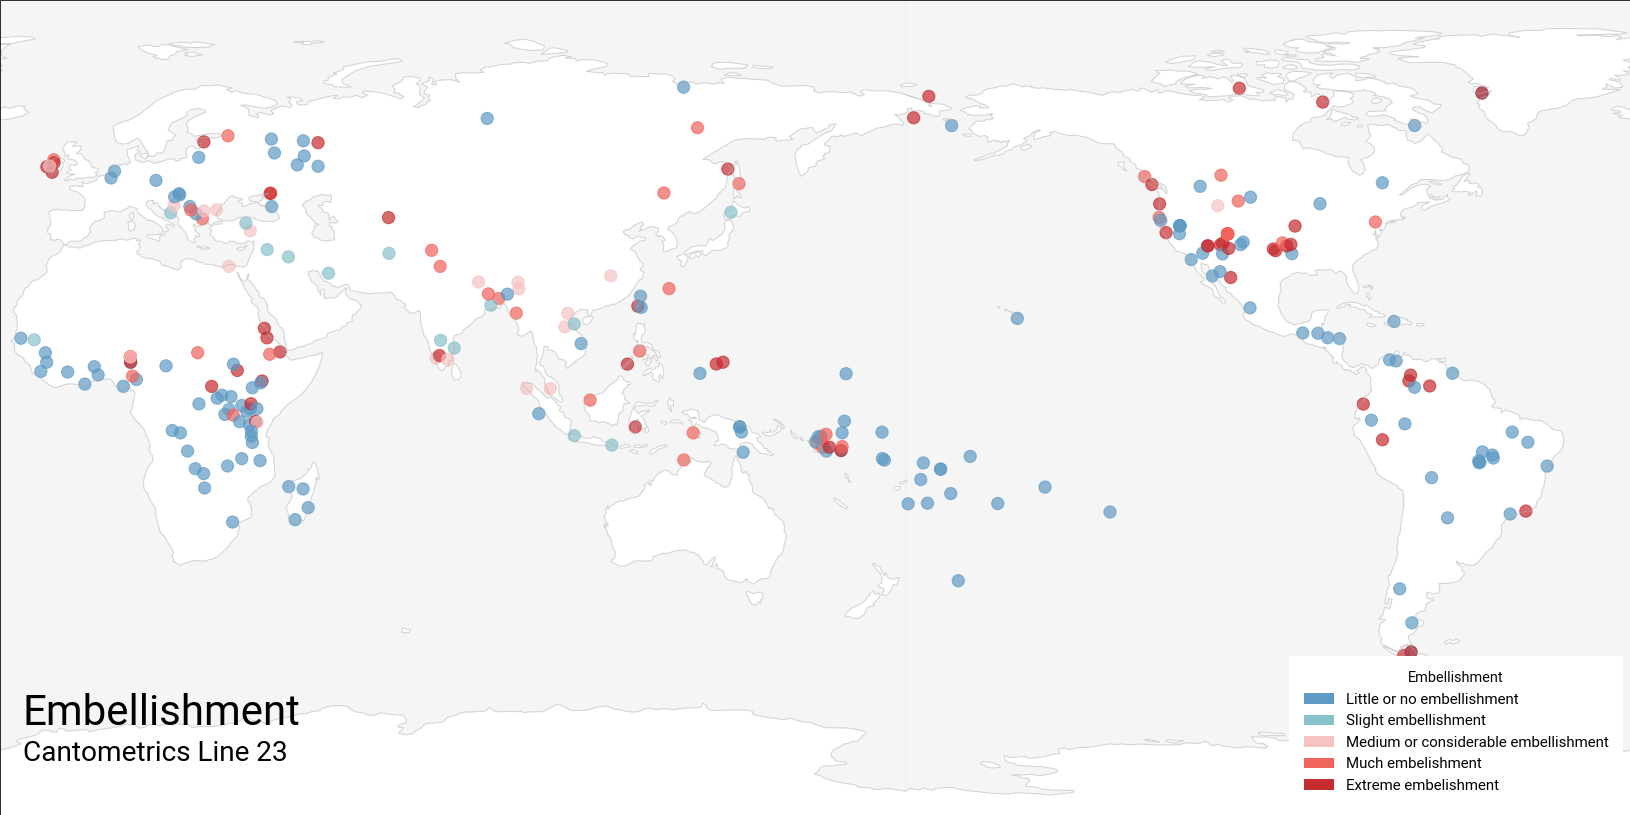 Embellishment
Cantometrics Line 23
Embellishment
Little or no embellishment
Slight embellishment
Medium or considerable embellishment
Much embelishment
Extreme embelishment